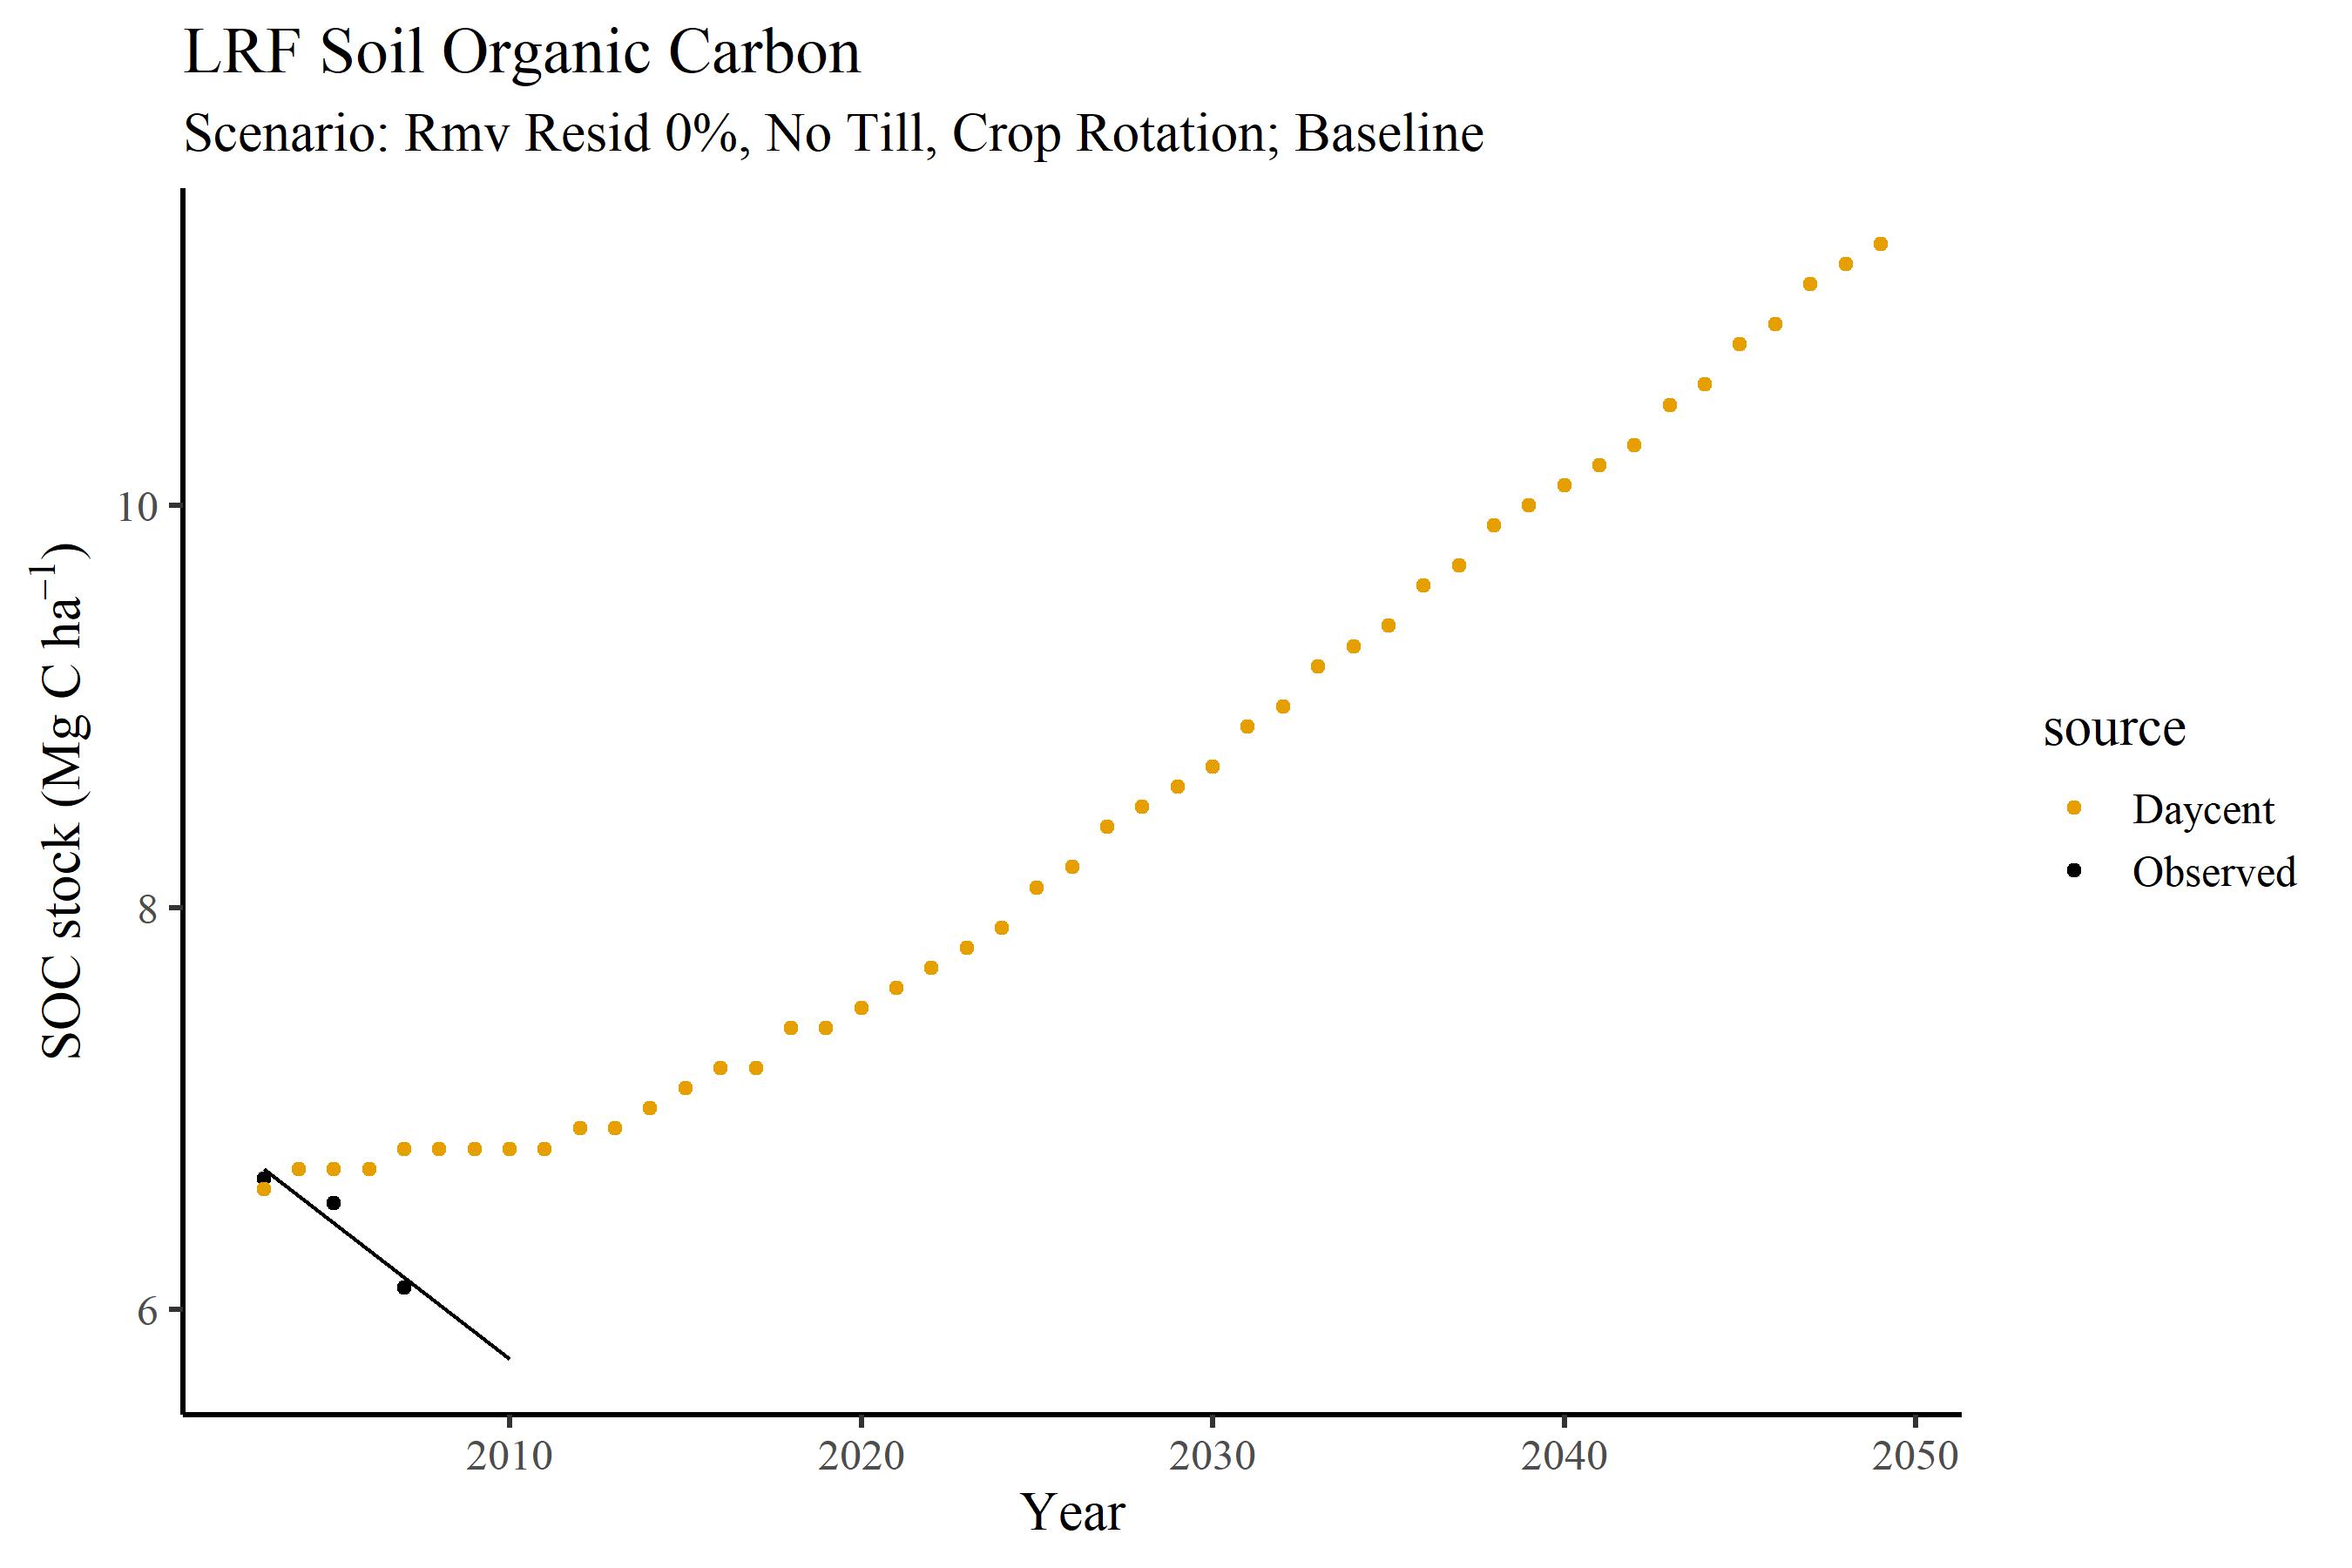 LRF Soil Organic Carbon
Scenario: Rmv Resid 0%, No Till, Crop Rotation; Baseline
SOC stock (Mg C ha⁻¹)
10
8
6
2010
2020
2030
2040
2050
Year
source
Daycent
Observed